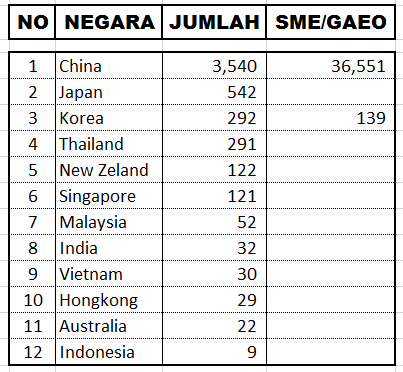 NO NEGARA JUMLAH SME/GAEO
1 China 3,540 36,551
2 Japan 542
3 Korea 292 139
4 Thailand 291
5 New Zeland 122
6 Singapore 121
7 Malaysia 52
8 India 32
9 Vietnam 30
10 Hongkong 29
11 Australia 22
12 Indonesia 9